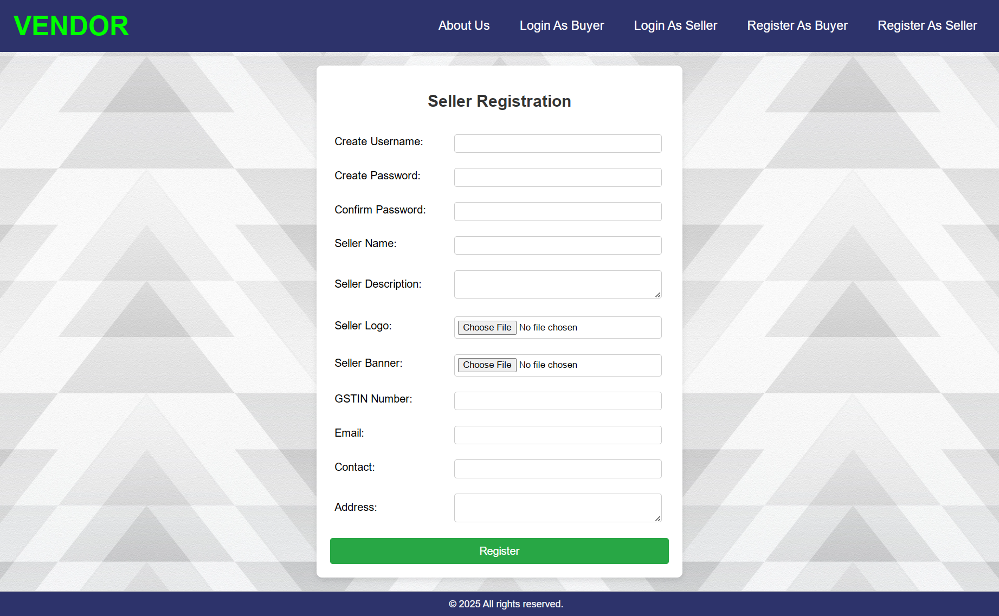 VENDOR
About Us Login As Buyer Login As Seller Register As Buyer Register As Seller
Seller Registration
Create Username:
Create Password:
Confirm Password:
Seller Name:
Seller Description:
Seller Logo: Choose File No file chosen
Seller Banner: Choose File No file chosen
GSTIN Number:
Email:
Contact:
Address:
Register
© 2025 All rights reserved.